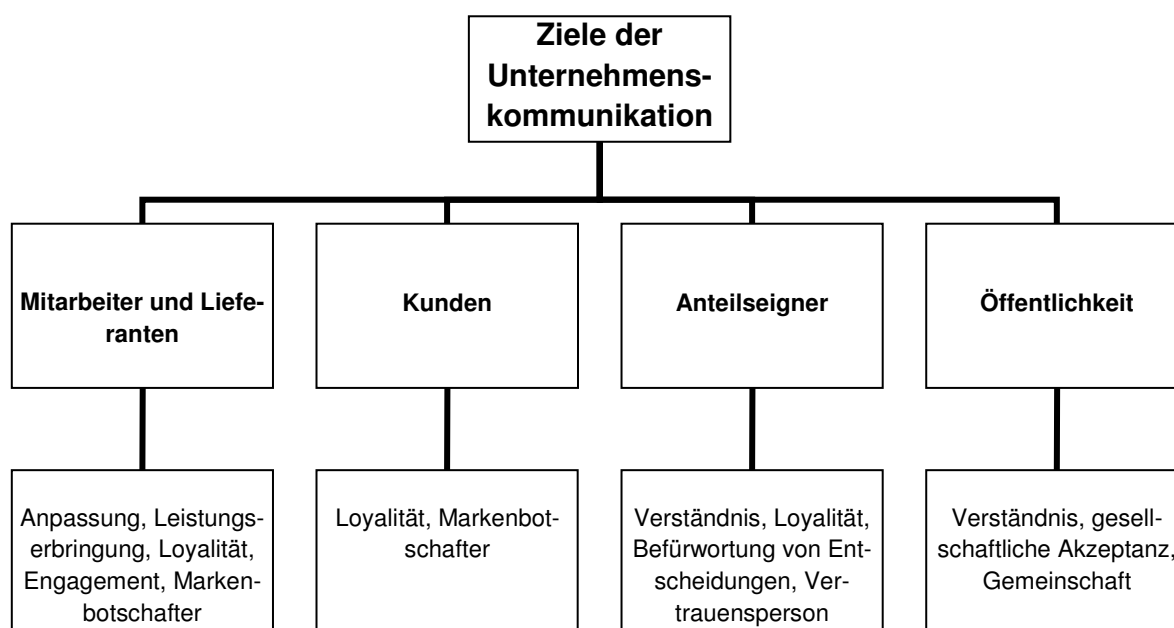 Ziele der
Unternehmens-
kommunikation
Mitarbeiter und Liefe-
ranten
Kunden
Anteilseigner
Öffentlichkeit
Anpassung, Leistungs-
erbringung, Loyalität,
Engagement, Marken-
botschafter
Loyalität, Markenbot-
schafter
Verständnis, Loyalität,
Befürwortung von Ent-
scheidungen, Ver-
trauensperson
Verständnis, gesell-
schaftliche Akzeptanz,
Gemeinschaft